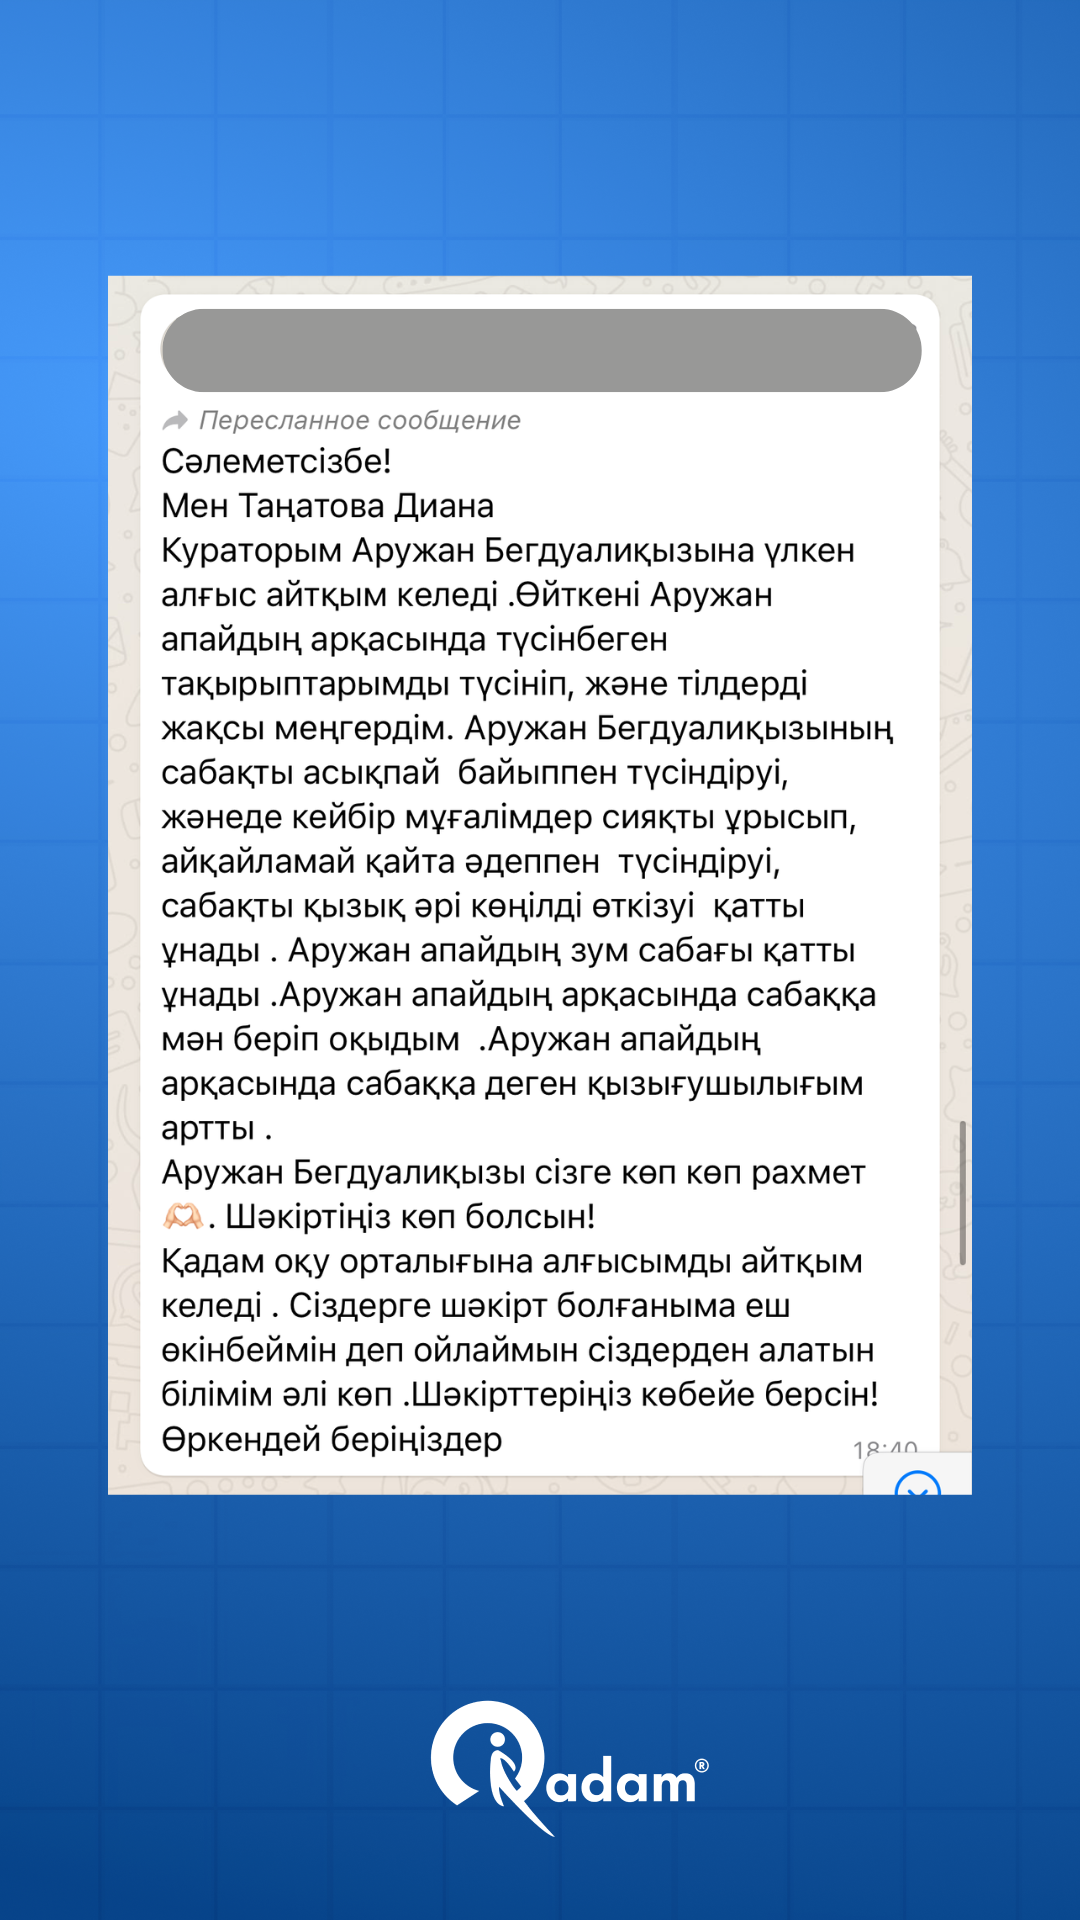 Пересланное сообщение
Сәлеметсізбе!
Мен Таңатова Диана
Кураторым Аружан Бегдуалиқызына үлкен
алғыс айтқым келеді .Өйткені Аружан
апайдың арқасында түсінбеген
тақырыптарымды түсініп, және тілдерді
жақсы меңгердім. Аружан Бегдуалиқызының
сабақты асықпай  байыппен түсіндіруі,
жәнеде кейбір мұғалімдер сияқты ұрысып,
айқайламай қайта әдеппен  түсіндіруі,
сабақты қызық әрі көңілді өткізуі  қатты
ұнады . Аружан апайдың зум сабағы қатты
ұнады .Аружан апайдың арқасында сабаққа
мән беріп оқыдым  .Аружан апайдың
арқасында сабаққа деген қызығушылығым
артты .
Аружан Бегдуалиқызы сізге көп көп рахмет
🫶🏻. Шәкіртіңіз көп болсын!
Қадам оқу орталығына алғысымды айтқым
келеді . Сіздерге шәкірт болғаныма еш
өкінбеймін деп ойлаймын сіздерден алатын
білімім әлі көп .Шәкірттеріңіз көбейе берсін!
Өркендей беріңіздер
18:40
Qadam®